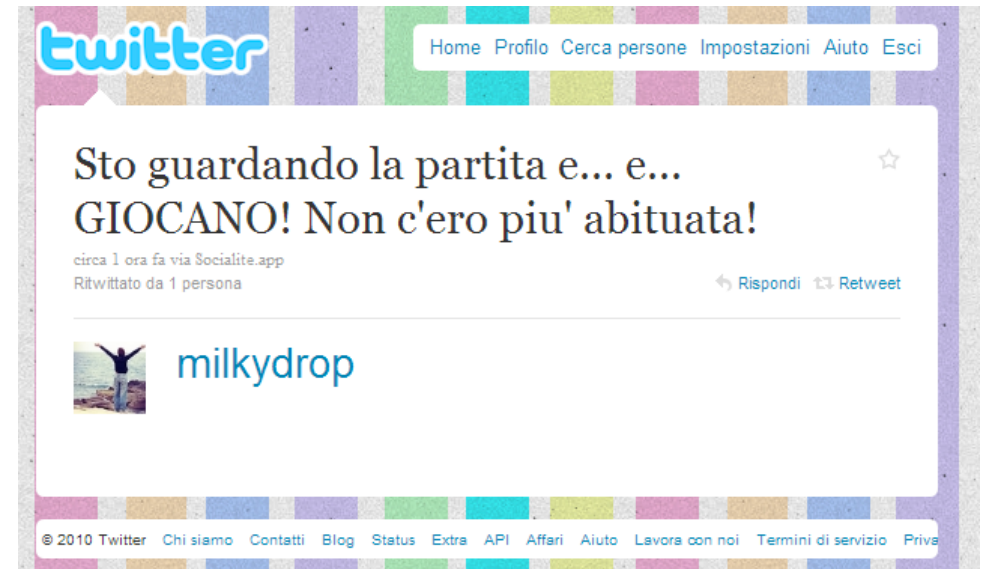 twitter
Home Profilo Cerca persone Impostazioni Aiuto Esci
Sto guardando la partita e... e...
GIOCANO! Non c'ero piu' abituata!
circa 1 ora fa via Socialite.app
Ritwittato da 1 persona
Rispondi Retweet
milkydrop
© 2010 Twitter Chi siamo Contatti Blog Status Extra API Affari Aiuto Lavora con noi Termini di servizio Priva